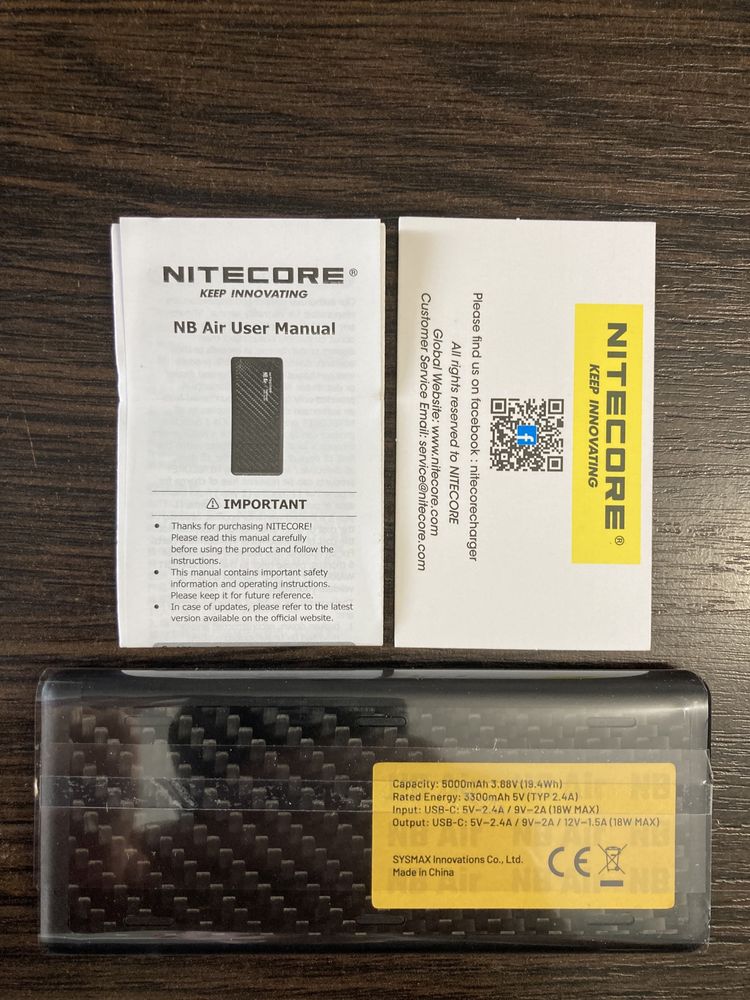 NITECORE®
KEEP INNOVATING
NB Air User Manual
⚠ IMPORTANT
• Thanks for purchasing NITECORE!
Please read this manual carefully
before using the product and follow the
instructions.
• This manual contains important safety
information and operating instructions.
Please keep it for future reference.
• In case of updates, please refer to the latest
version available on the official website.
NITECORE®
KEEP INNOVATING
Please find us on facebook : nitecorecharger
All rights reserved to NITECORE
Global Website: www.nitecore.com
Customer Service Email: service@nitecore.com
Capacity: 5000mAh 3.88V (19.4Wh)
Rated Energy: 3300mAh 5V (TYP 2.4A)
Input: USB-C: 5V⎓2.4A / 9V⎓2A (18W MAX)
Output: USB-C: 5V⎓2.4A / 9V⎓2A / 12V⎓1.5A (18W MAX)
SYSMAX Innovations Co., Ltd.
Made in China
CE
NB Air
NB Air
NB